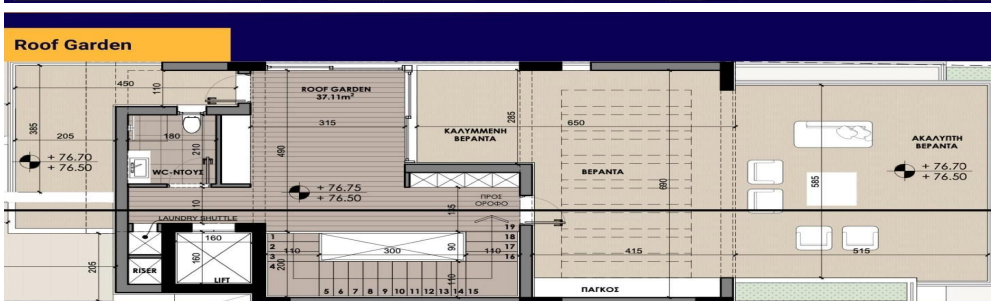 Roof Garden
450
110
ROOF GARDEN
37.11m²
315
385
205
180
210
490
285
650
ΚΑΛΥΜΜΕΝΗ
ΒΕΡΑΝΤΑ
ΑΚΑΛΥΠΤΗ
ΒΕΡΑΝΤΑ
+ 76.70
+ 76.50
WC-ΝΤΟΥΣ
+ 76.75
+ 76.50
ΒΕΡΑΝΤΑ
690
585
+ 76.70
+ 76.50
ΠΡΟΣ
ΟΡΟΦΟ
LAUNDRY SHUTTLE
160
160
110
300
90
110
415
515
1
2
3
4
200
19
18
17
16
205
RISER
LIFT
110
5 6 7 8 9 10 11 12 13 14 15
ΠΑΓΚΟΣ